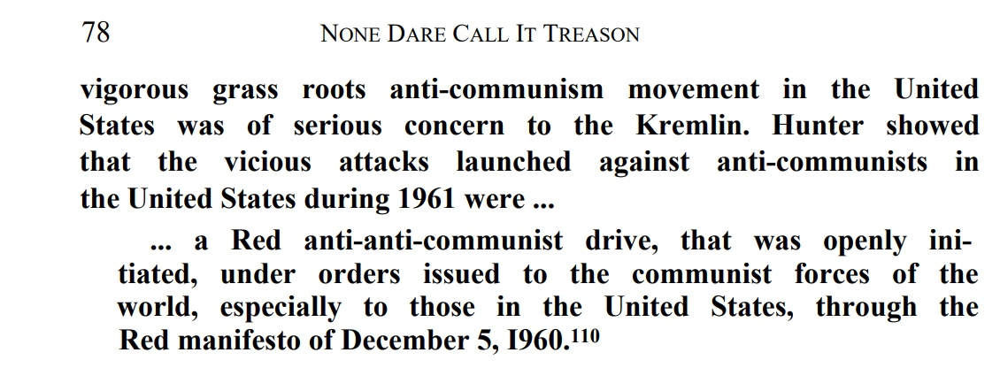 78 NONE DARE CALL IT TREASON
vigorous grass roots anti-communism movement in the United
States was of serious concern to the Kremlin. Hunter showed
that the vicious attacks launched against anti-communists in
the United States during 1961 were ...
... a Red anti-anti-communist drive, that was openly ini-
tiated, under orders issued to the communist forces of the
world, especially to those in the United States, through the
Red manifesto of December 5, I960.110